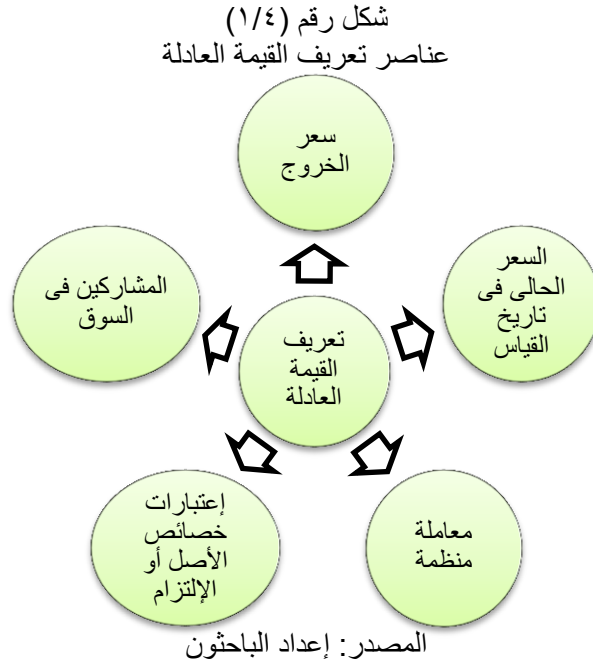 شكل رقم (١/٤)
عناصر تعريف القيمة العادلة
سعر
الخروج
السعر
الحالى فى
تاريخ
القياس
المشاركين فى
السوق
تعريف
القيمة
العادلة
معاملة
منظمة
إعتبارات
خصائص
الأصل أو
الإلتزام
المصدر: إعداد الباحثون